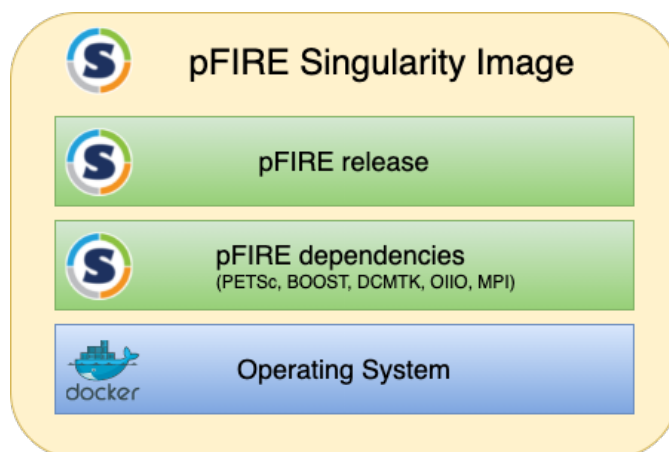 S pFIRE Singularity Image
S pFIRE release
S pFIRE dependencies
(PETSc, BOOST, DCMTK, OIIO, MPI)
Operating System
docker